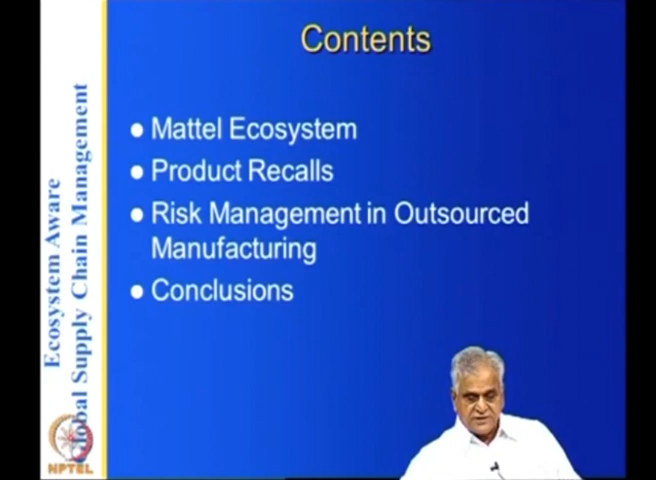 Contents
● Mattel Ecosystem
● Product Recalls
● Risk Management in Outsourced
Manufacturing
● Conclusions
Ecosystem Aware
Global Supply Chain Management
NPTEL